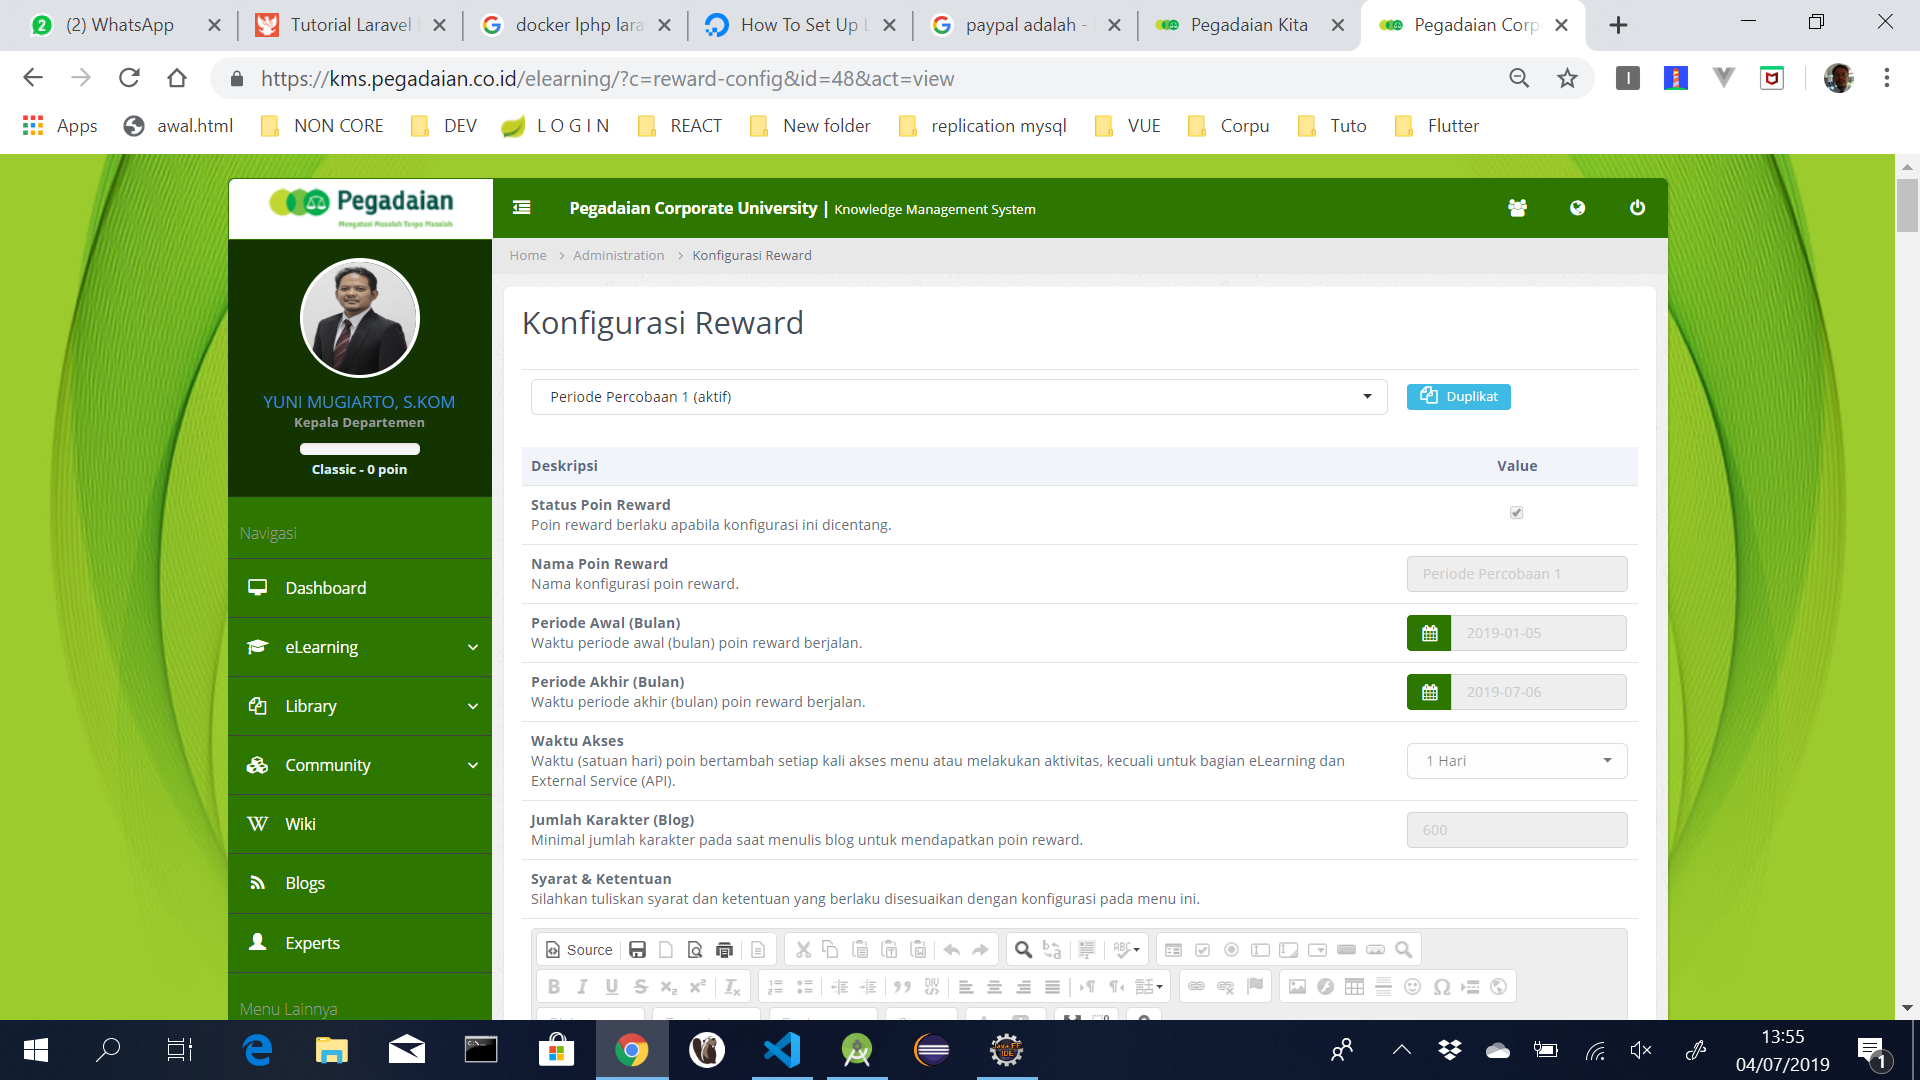 (2) WhatsApp
Tutorial Laravel
docker lphp lara
How To Set Up L
paypal adalah -
Pegadaian Kita
Pegadaian Corp
https://kms.pegadaian.co.id/elearning/?c=reward-config&id=48&act=view
Apps
awal.html
NON CORE
DEV
L O G I N
REACT
New folder
replication mysql
VUE
Corpu
Tuto
Flutter
Pegadaian
Mengatasi Masalah Tanpa Masalah
Pegadaian Corporate University | Knowledge Management System
Home > Administration > Konfigurasi Reward
YUNI MUGIARTO, S.KOM
Kepala Departemen
Classic - 0 poin
Navigasi
Dashboard
eLearning
Library
Community
Wiki
Blogs
Experts
Menu Lainnya
Konfigurasi Reward
Periode Percobaan 1 (aktif)
Duplikat
Deskripsi
Value
Status Poin Reward
Poin reward berlaku apabila konfigurasi ini dicentang.
Nama Poin Reward
Nama konfigurasi poin reward.
Periode Percobaan 1
Periode Awal (Bulan)
Waktu periode awal (bulan) poin reward berjalan.
2019-01-05
Periode Akhir (Bulan)
Waktu periode akhir (bulan) poin reward berjalan.
2019-07-06
Waktu Akses
Waktu (satuan hari) poin bertambah setiap kali akses menu atau melakukan aktivitas, kecuali untuk bagian eLearning dan
External Service (API).
1 Hari
Jumlah Karakter (Blog)
Minimal jumlah karakter pada saat menulis blog untuk mendapatkan poin reward.
600
Syarat & Ketentuan
Silahkan tuliskan syarat dan ketentuan yang berlaku disesuaikan dengan konfigurasi pada menu ini.
Source
13:55
04/07/2019
1